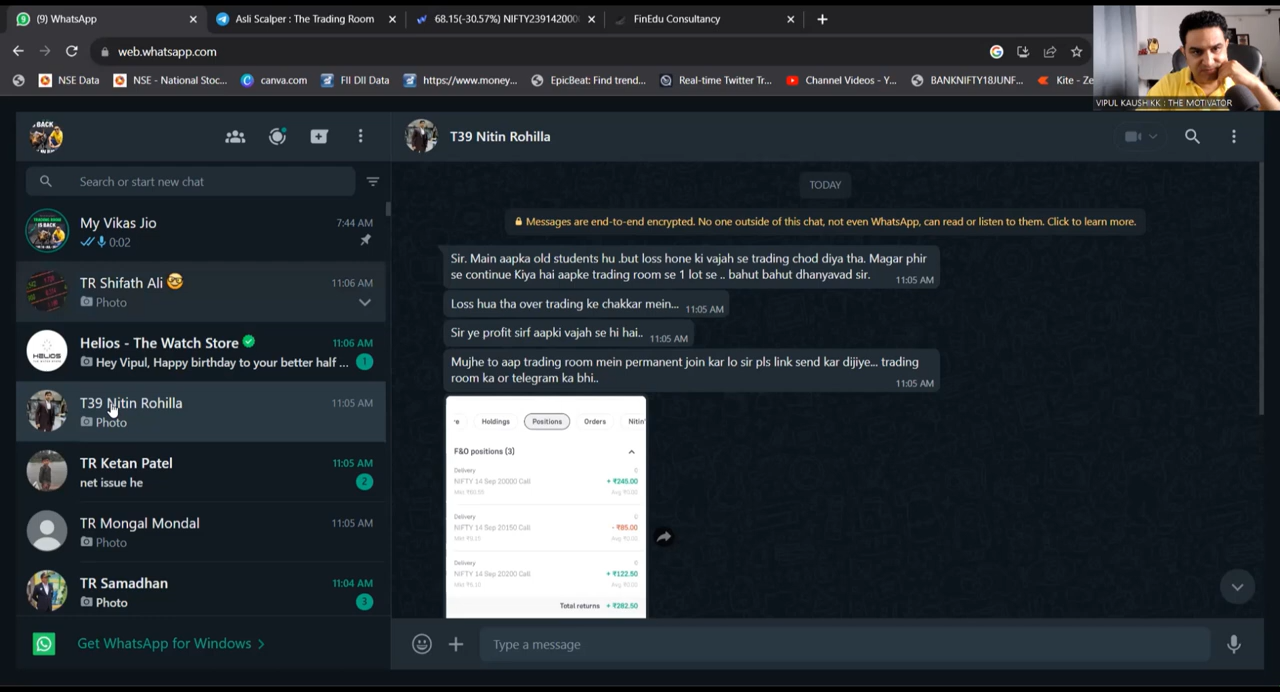 (9) WhatsApp
Asli Scalper : The Trading Room
68.15(-30.57%) NIFTY239142000
FinEdu Consultancy
web.whatsapp.com
NSE Data
NSE - National Stoc...
canva.com
FII DII Data
https://www.money...
EpicBeat: Find trend...
Real-time Twitter Tr...
Channel Videos - Y...
BANKNIFTY18JUNF...
Kite - Ze
VIPUL KAUSHIKK : THE MOTIVATOR
BACK
T39 Nitin Rohilla
Search or start new chat
My Vikas Jio
7:44 AM
0:02
TR Shifath Ali
11:06 AM
Photo
Helios - The Watch Store
11:06 AM
Hey Vipul, Happy birthday to your better half ...
1
T39 Nitin Rohilla
11:05 AM
Photo
TR Ketan Patel
11:05 AM
net issue he
2
TR Mongal Mondal
11:05 AM
Photo
TR Samadhan
11:04 AM
Photo
3
Get WhatsApp for Windows
TODAY
Messages are end-to-end encrypted. No one outside of this chat, not even WhatsApp, can read or listen to them. Click to learn more.
Sir. Main aapka old students hu .but loss hone ki vajah se trading chod diya tha. Magar phir
se continue Kiya hai aapke trading room se 1 lot se .. bahut bahut dhanyavad sir.
11:05 AM
Loss hua tha over trading ke chakkar mein...
11:05 AM
Sir ye profit sirf aapki vajah se hi hai..
11:05 AM
Mujhe to aap trading room mein permanent join kar lo sir pls link send kar dijiye... trading
room ka or telegram ka bhi..
11:05 AM
Holdings
Positions
Orders
Nitin'
F&O positions (3)
Delivery
NIFTY 14 Sep 20000 Call
+ ₹245.00
Delivery
NIFTY 14 Sep 20150 Call
- ₹85.00
Delivery
NIFTY 14 Sep 20200 Call
+ ₹122.50
Total returns + ₹282.50
Type a message